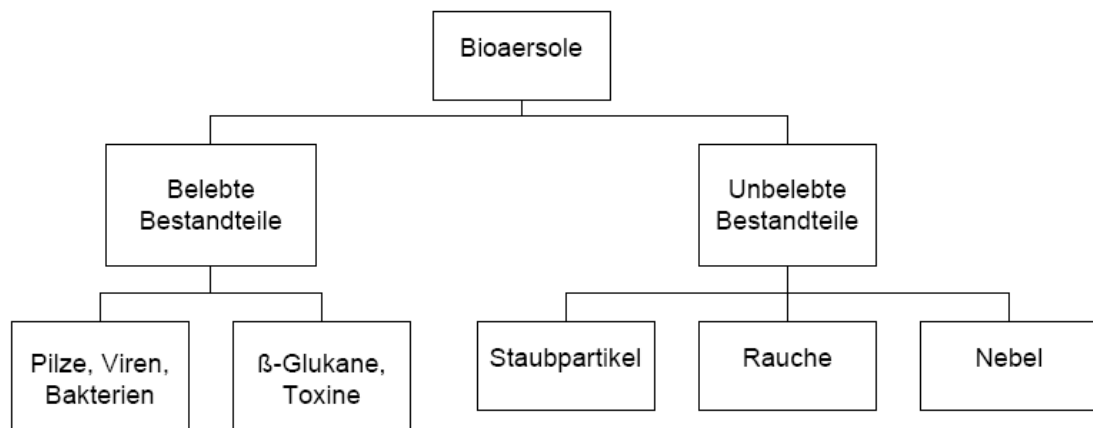 Bioaersole
Belebte
Bestandteile
Unbelebte
Bestandteile
Pilze, Viren,
Bakterien
ß-Glukane,
Toxine
Staubpartikel
Rauche
Nebel